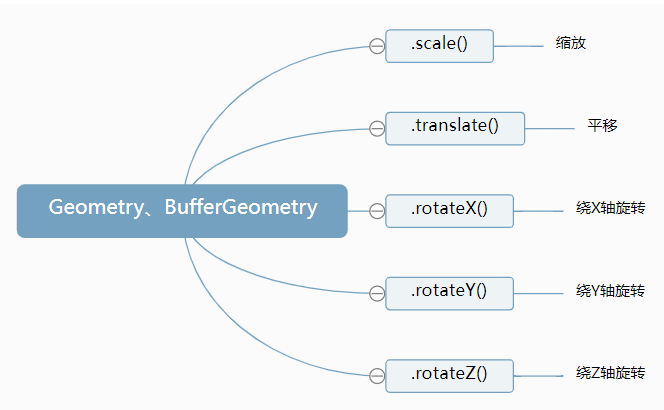 .scale() 缩放
.translate() 平移
Geometry、BufferGeometry .rotateX() 绕X轴旋转
.rotateY() 绕Y轴旋转
.rotateZ() 绕Z轴旋转